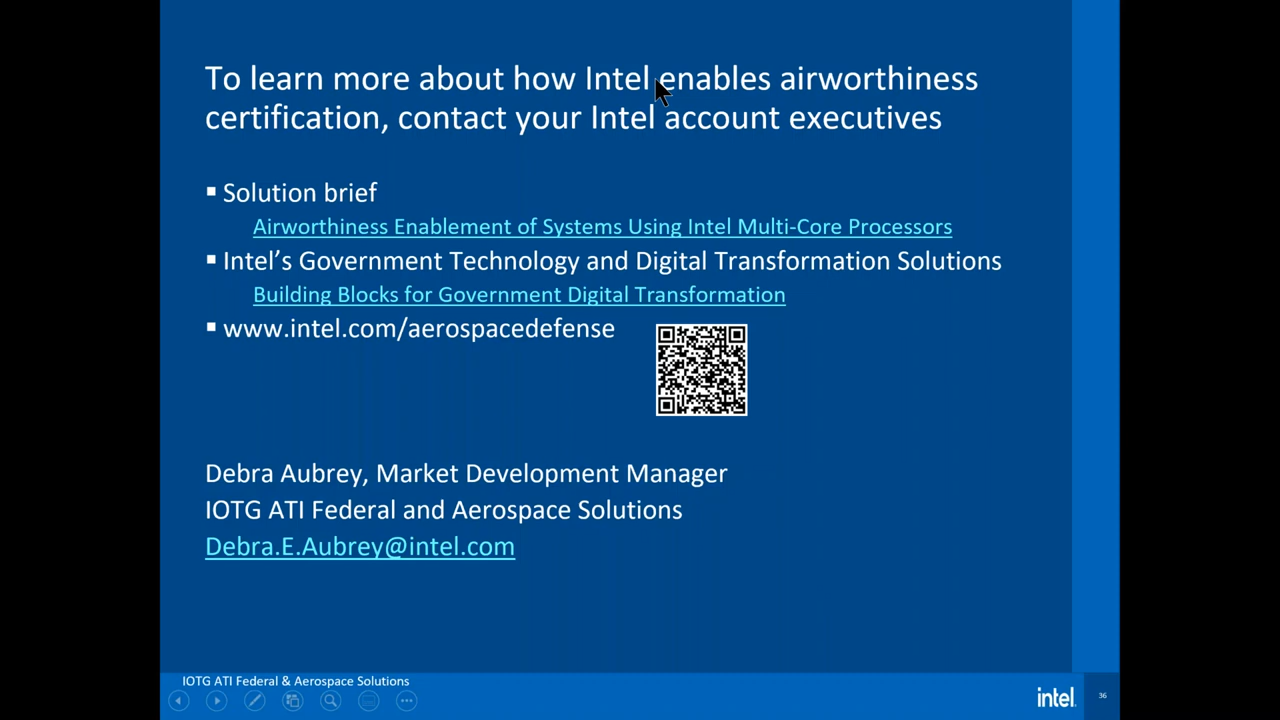 To learn more about how Intel enables airworthiness
certification, contact your Intel account executives
▪ Solution brief
Airworthiness Enablement of Systems Using Intel Multi-Core Processors
▪ Intel’s Government Technology and Digital Transformation Solutions
Building Blocks for Government Digital Transformation
▪ www.intel.com/aerospacedefense
Debra Aubrey, Market Development Manager
IOTG ATI Federal and Aerospace Solutions
Debra.E.Aubrey@intel.com
IOTG ATI Federal & Aerospace Solutions
intel.
36